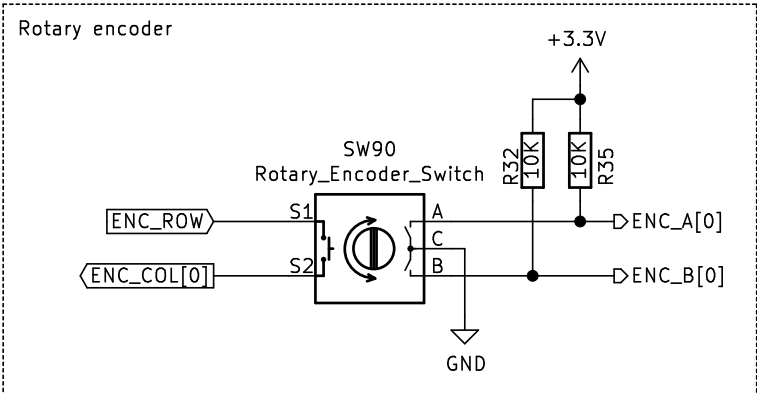 Rotary encoder
+3.3V
SW90
Rotary_Encoder_Switch
R32
10K
10K
R35
ENC_ROW
S1
A
ENC_A[0]
C
ENC_COL[0]
S2
B
ENC_B[0]
GND